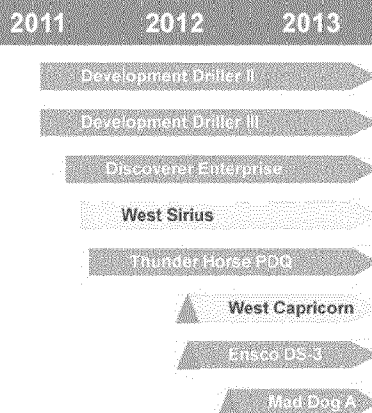 2011 2012 2013
Development Driller II
Development Driller III
Discoverer Enterprise
West Sirius
Thunder Horse PDQ
West Capricorn
Ensco DS-3
Mad Dog A